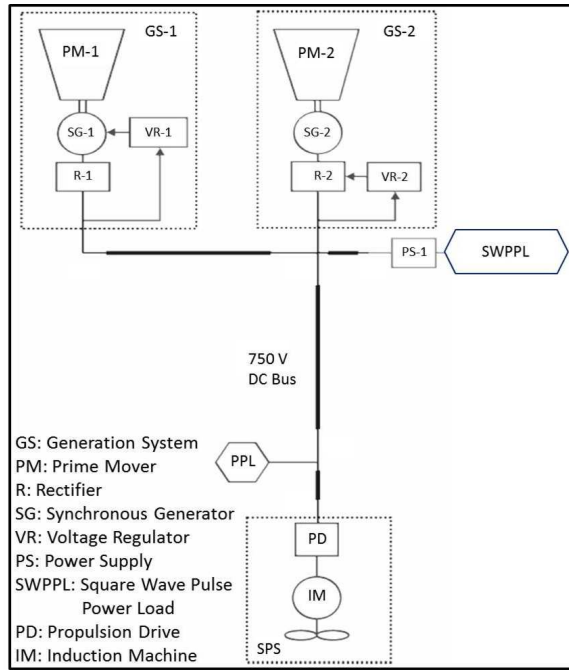 GS-1
PM-1
SG-1
VR-1
R-1
GS-2
PM-2
SG-2
R-2
VR-2
PS-1
SWPPL
750 V
DC Bus
PPL
PD
IM
SPS
GS: Generation System
PM: Prime Mover
R: Rectifier
SG: Synchronous Generator
VR: Voltage Regulator
PS: Power Supply
SWPPL: Square Wave Pulse
Power Load
PD: Propulsion Drive
IM: Induction Machine